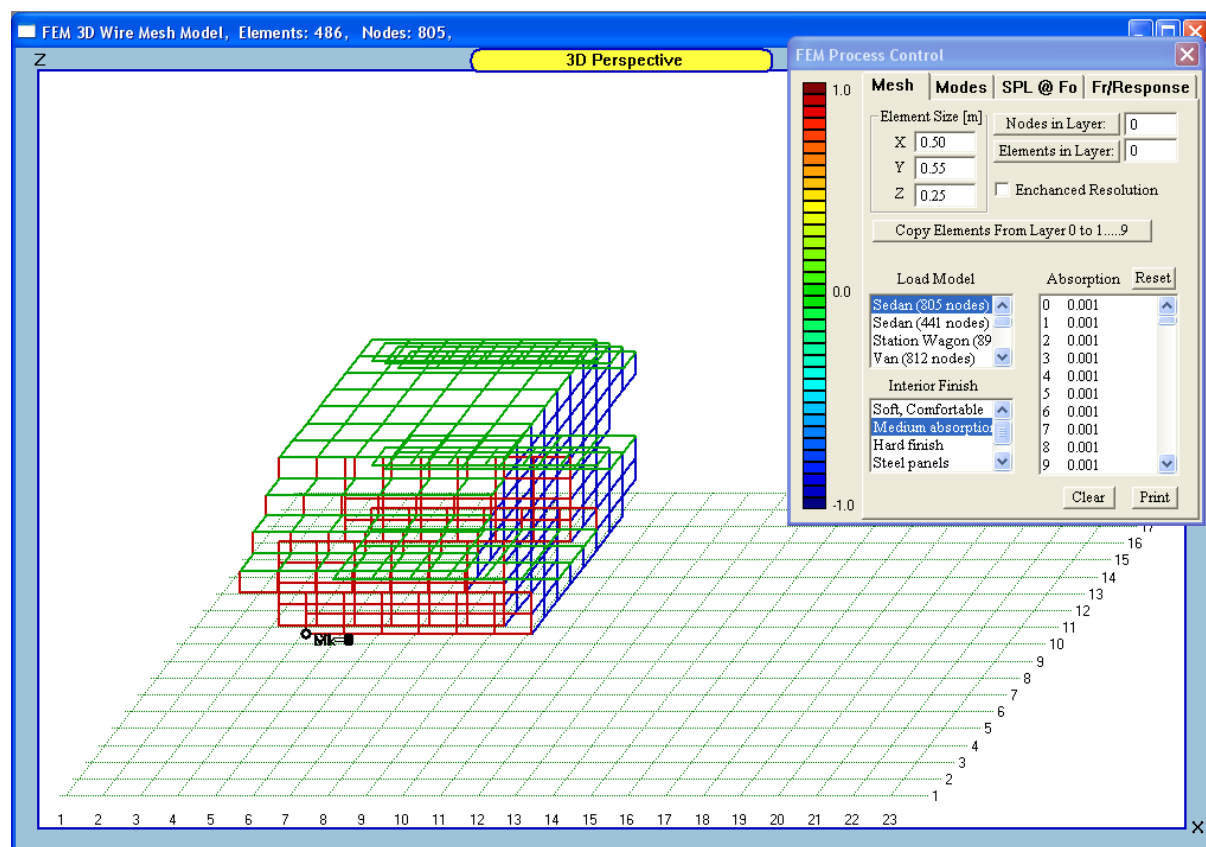 FEM 3D Wire Mesh Model, Elements: 486, Nodes: 805,
Z
3D Perspective
FEM Process Control
Mesh Modes SPL @ Fo Fr/Response
1.0
0.0
-1.0
Element Size [m]
X 0.50
Y 0.55
Z 0.25
Nodes in Layer: 0
Elements in Layer: 0
Enchanced Resolution
Copy Elements From Layer 0 to 1.....9
Load Model
Sedan (805 nodes)
Sedan (441 nodes)
Station Wagon (89
Van (812 nodes)
Interior Finish
Soft, Comfortable
Medium absorption
Hard finish
Steel panels
Absorption Reset
0 0.001
1 0.001
2 0.001
3 0.001
4 0.001
5 0.001
6 0.001
7 0.001
8 0.001
9 0.001
Clear Print
17
16
15
14
13
12
11
10
9
8
7
6
5
4
3
2
1
1 2 3 4 5 6 7 8 9 10 11 12 13 14 15 16 17 18 19 20 21 22 23
X